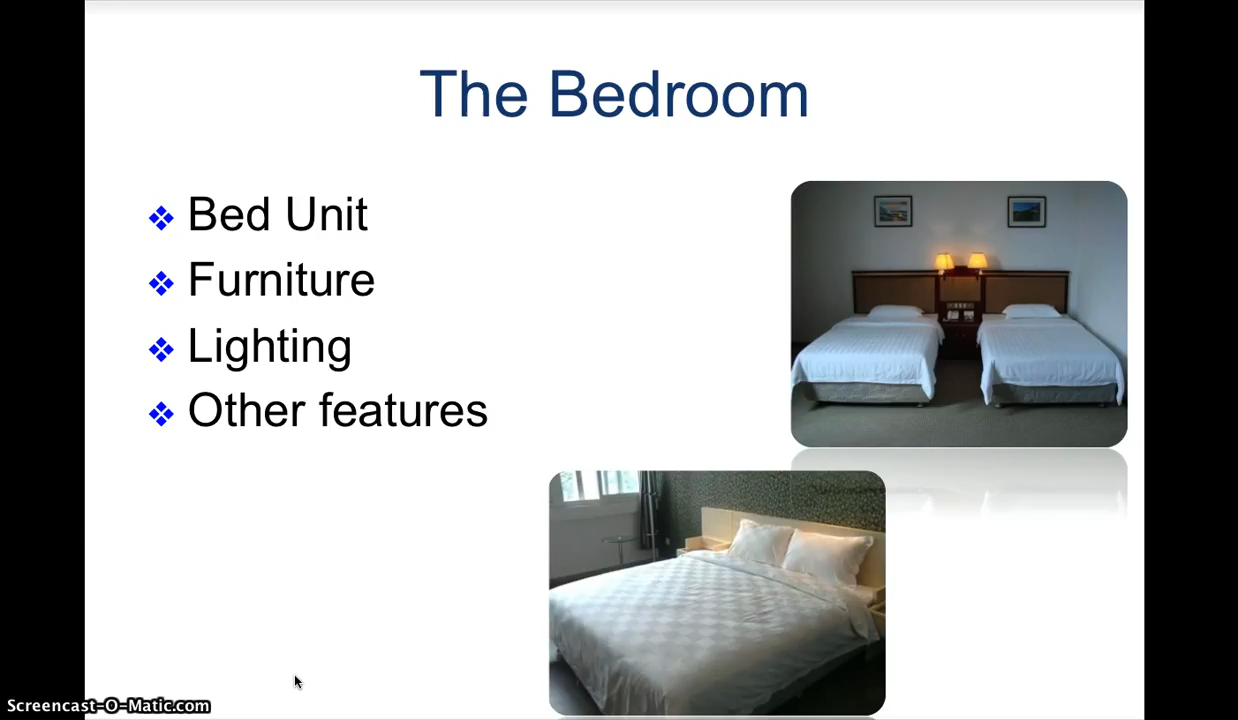 The Bedroom
Bed Unit
Furniture
Lighting
Other features
Screencast-O-Matic.com